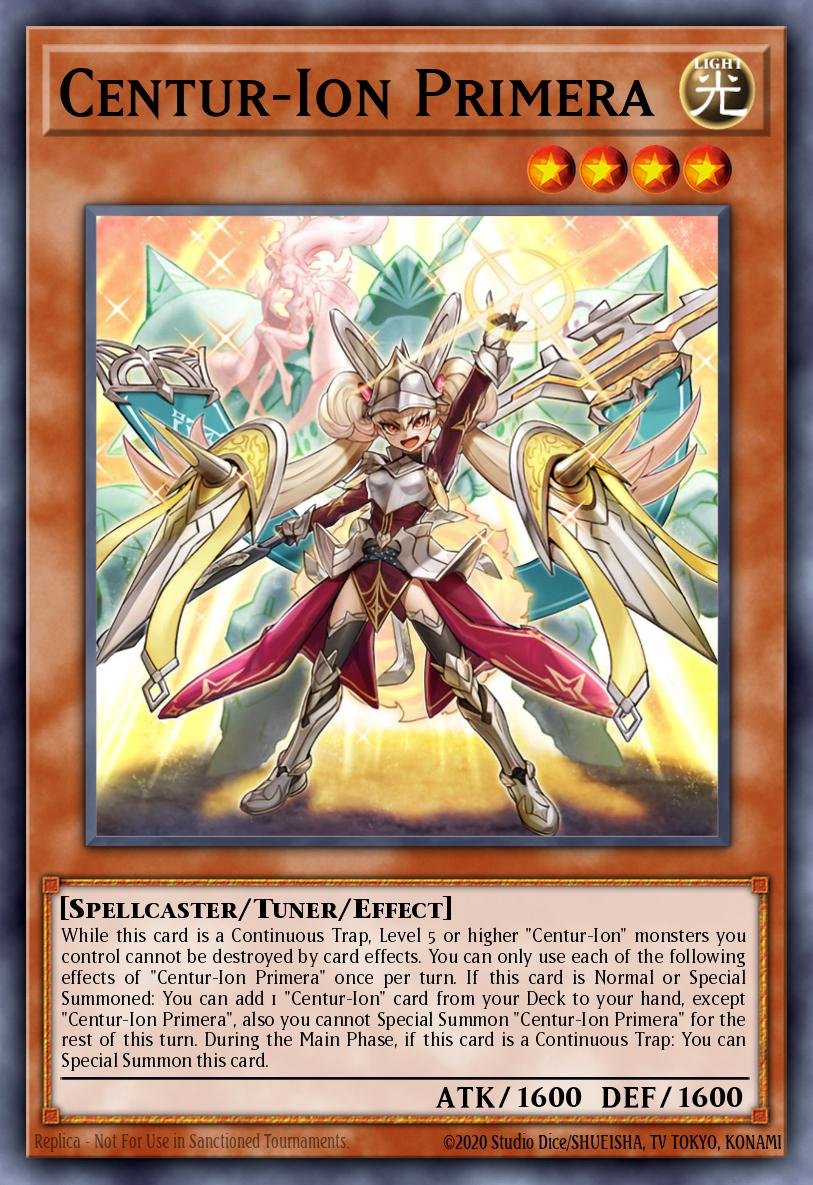 Centur-Ion Primera
LIGHT
光
[Spellcaster/Tuner/Effect]
While this card is a Continuous Trap, Level 5 or higher "Centur-Ion" monsters you
control cannot be destroyed by card effects. You can only use each of the following
effects of "Centur-Ion Primera" once per turn. If this card is Normal or Special
Summoned: You can add 1 "Centur-Ion" card from your Deck to your hand, except
"Centur-Ion Primera", also you cannot Special Summon "Centur-Ion Primera" for the
rest of this turn. During the Main Phase, if this card is a Continuous Trap: You can
Special Summon this card.
ATK/1600 DEF/1600
Replica - Not For Use in Sanctioned Tournaments.
©2020 Studio Dice/SHUEISHA, TV TOKYO, KONAMI